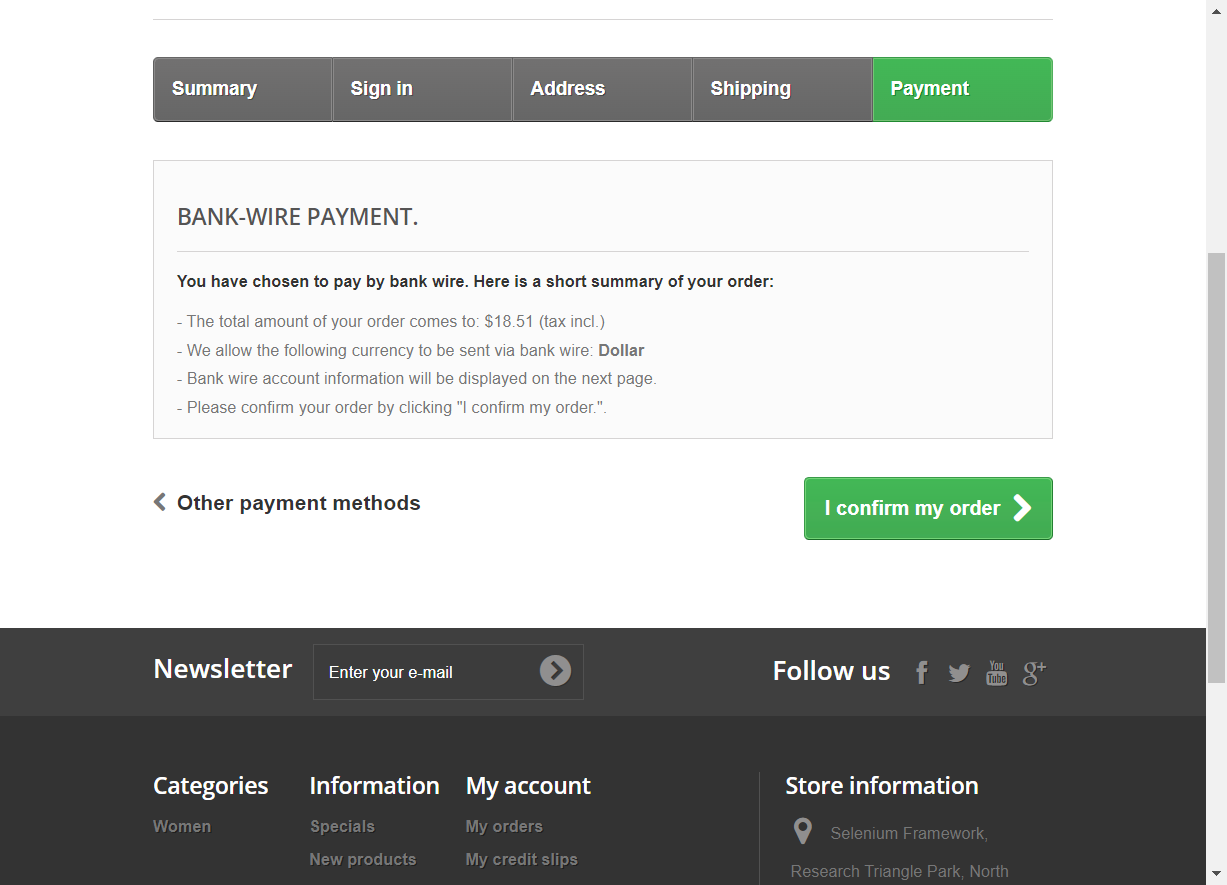 Summary
Sign in
Address
Shipping
Payment
BANK-WIRE PAYMENT.
You have chosen to pay by bank wire. Here is a short summary of your order:
- The total amount of your order comes to: $18.51 (tax incl.)
- We allow the following currency to be sent via bank wire: Dollar
- Bank wire account information will be displayed on the next page.
- Please confirm your order by clicking "I confirm my order.".
Other payment methods
I confirm my order
Newsletter
Enter your e-mail
Follow us
You
Tube
g+
Categories
Women
Information
Specials
New products
My account
My orders
My credit slips
Store information
Selenium Framework,
Research Triangle Park, North